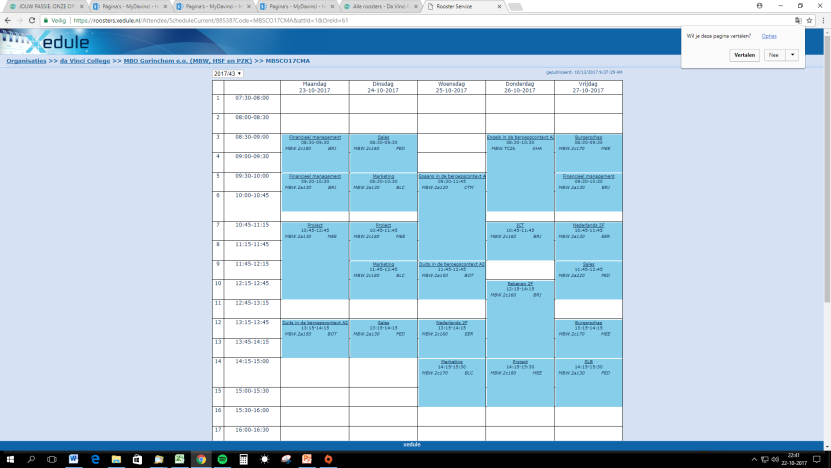 JOUW PASSIE, ONZE O
Pagina's - MyDavinci - b
Pagina's - MyDavinci - t
Pagina's - MyDavinci - t
Alle roosters - Da Vinci C
Rooster Service
Veilig
https://roosters.xedule.nl/Attendee/ScheduleCurrent/88538?Code=MBSCO17CMA&attId=1&OreId=61
Wil je deze pagina vertalen? Opties
Vertalen Nee
xedule
Organisaties >> da Vinci College >> MBO Gorinchem e.o. (MBW, HSF en PZK) >> MBSCO17CMA
2017/43
gepubliceerd: 10/13/2017 9:37:29 AM
Maandag Dinsdag Woensdag Donderdag Vrijdag
23-10-2017 24-10-2017 25-10-2017 26-10-2017 27-10-2017
1 07:30-08:00
2 08:00-08:30
3 08:30-09:00
Financieel management Sales Engels in de beroepscontext A2 Burgerschap
08:30-09:30 08:30-09:30 08:30-10:30 08:30-09:30
MBW 2c160 BRJ MBW 2a160 PED MBW TC25 KHA MBW 2c170 MEE
4 09:00-09:30
5 09:30-10:00
Financieel management Marketing Engels in de beroepscontext A Financieel management
09:30-10:30 09:30-10:30 09:30-11:45 09:30-10:30
MBW 2a130 BRJ MBW 2a130 BLC MBW 2a120 CTM MBW 2a130 BRJ
6 10:00-10:45
7 10:45-11:15
Project Project ICT Nederlands 2F
10:45-12:45 10:45-11:45 10:45-11:45 10:45-11:45
MBW 2a130 MEE MBW 2c180 MEE MBW 2c160 BRJ MBW 2a130 EER
8 11:15-11:45
9 11:45-12:15
Marketing Duits in de beroepscontext A2 Sales
11:45-12:45 11:45-12:45 11:45-12:45
MBW 2c180 BLC MBW 2a160 BOT MBW 2a220 PED
10 12:15-12:45
Rekenen 2F
12:15-14:15
MBW 2c160 BRJ
11 12:45-13:15
12 13:15-13:45
Duits in de beroepscontext A2 Sales Nederlands 2F Burgerschap
13:15-14:15 13:15-14:15 13:15-14:15 13:15-14:15
MBW 2a160 BOT MBW 2a130 PED MBW 2c160 EER MBW 2c170 MEE
13 13:45-14:15
14 14:15-15:00
Marketing Project SLB
14:15-15:30 14:15-15:30 14:15-15:30
MBW 2c170 BLC MBW 2c180 MEE MBW 2a130 PED
15 15:00-15:30
16 15:30-16:00
17 16:00-16:30
xedule
22:41
22-10-2017